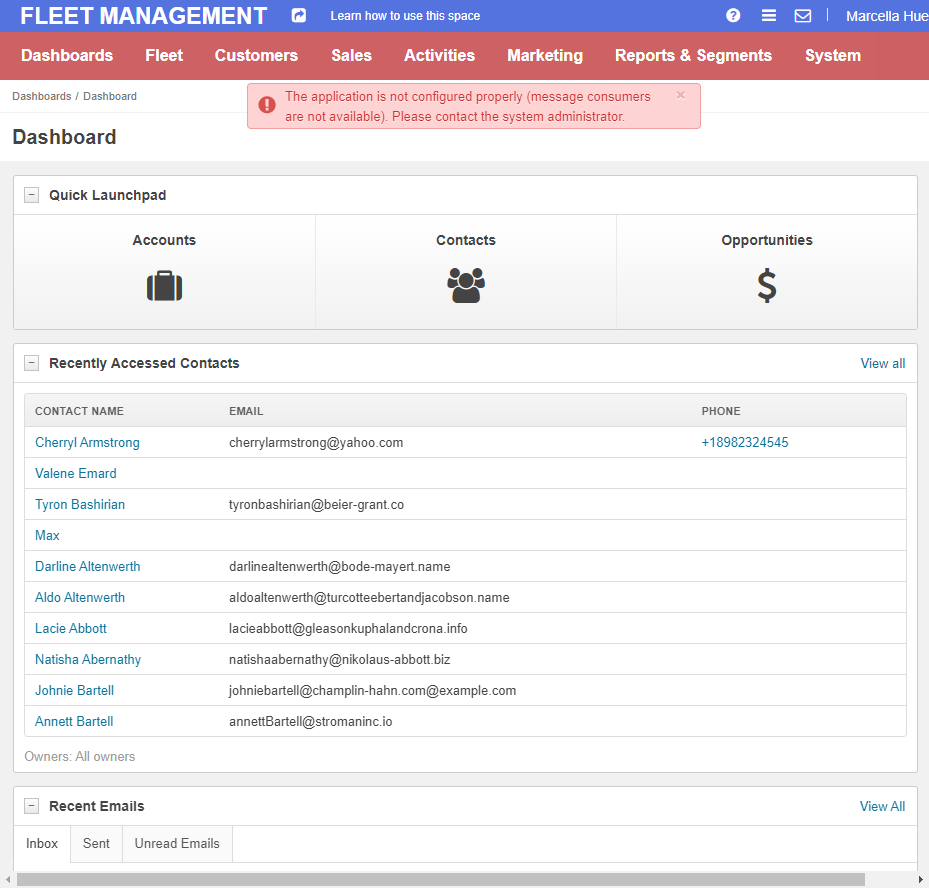 FLEET MANAGEMENT Learn how to use this space ? Marcella Hue
Dashboards Fleet Customers Sales Activities Marketing Reports & Segments System
Dashboards / Dashboard
The application is not configured properly (message consumers ×
are not available). Please contact the system administrator.
Dashboard
Quick Launchpad
Accounts Contacts Opportunities
$
Recently Accessed Contacts View all
CONTACT NAME EMAIL PHONE
Cherryl Armstrong cherrylarmstrong@yahoo.com +18982324545
Valene Emard
Tyron Bashirian tyronbashirian@beier-grant.co
Max
Darline Altenwerth darlinealtenwerth@bode-mayert.name
Aldo Altenwerth aldoaltenwerth@turcotteebertandjacobson.name
Lacie Abbott lacieabbott@gleasonkuphalandcrona.info
Natisha Abernathy natishaabernathy@nikolaus-abbott.biz
Johnie Bartell johniebartell@champlin-hahn.com@example.com
Annett Bartell annettBartell@stromaninc.io
Owners: All owners
Recent Emails View All
Inbox Sent Unread Emails